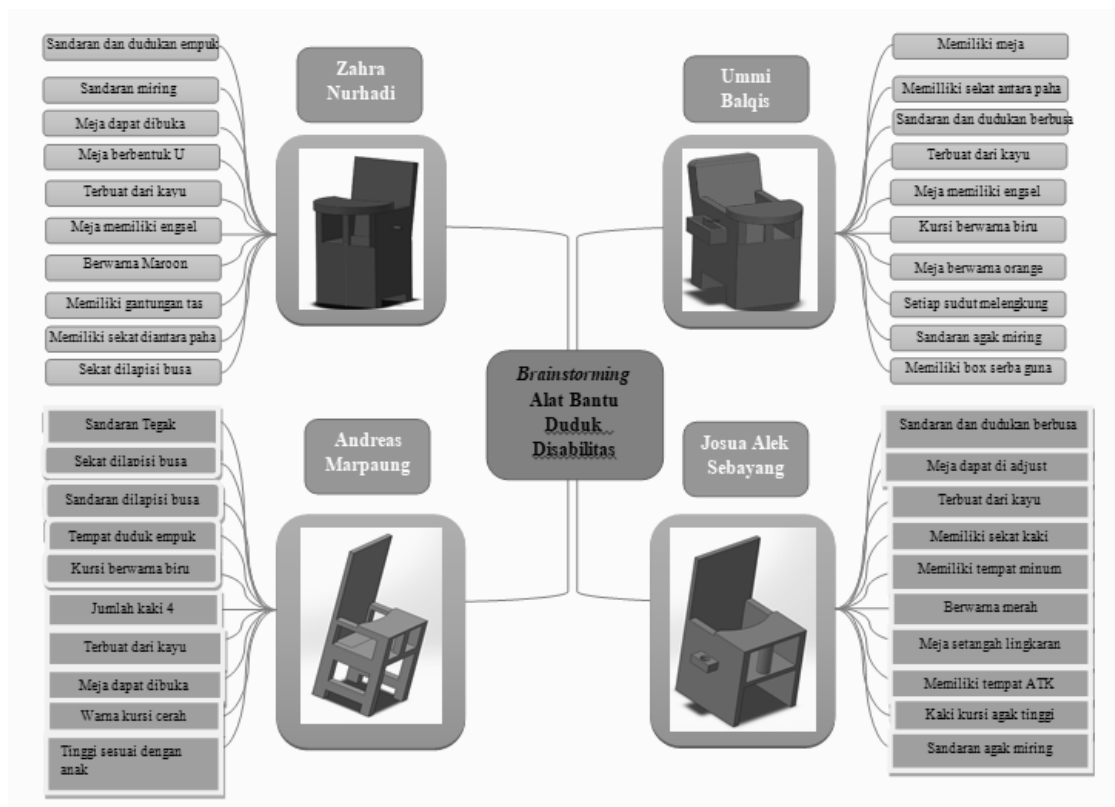 Zahra
Nurhadi
Sandaran dan dudukan empuk
Sandaran miring
Meja dapat dibuka
Meja berbentuk U
Terbuat dari kayu
Meja memiliki engsel
Berwarna Maroon
Memiliki gantungan tas
Memiliki sekat diantara paha
Sekat dilapisi busa
Ummi
Balqis
Memiliki meja
Memilliki sekat antara paha
Sandaran dan dudukan berbusa
Terbuat dari kayu
Meja memiliki engsel
Kursi berwarna biru
Meja berwarna orange
Setiap sudut melengkung
Sandaran agak miring
Memiliki box serba guna
Brainstorming
Alat Bantu
Duduk
Disabilitas
Andreas
Marpaung
Sandaran Tegak
Sekat dilapisi busa
Sandaran dilapisi busa
Tempat duduk empuk
Kursi berwarna biru
Jumlah kaki 4
Terbuat dari kayu
Meja dapat dibuka
Warna kursi cerah
Tinggi sesuai dengan
anak
Josua Alek
Sebayang
Sandaran dan dudukan berbusa
Meja dapat di adjust
Terbuat dari kayu
Memiliki sekat kaki
Memiliki tempat minum
Berwarna merah
Meja setangah lingkaran
Memiliki tempat ATK
Kaki kursi agak tinggi
Sandaran agak miring